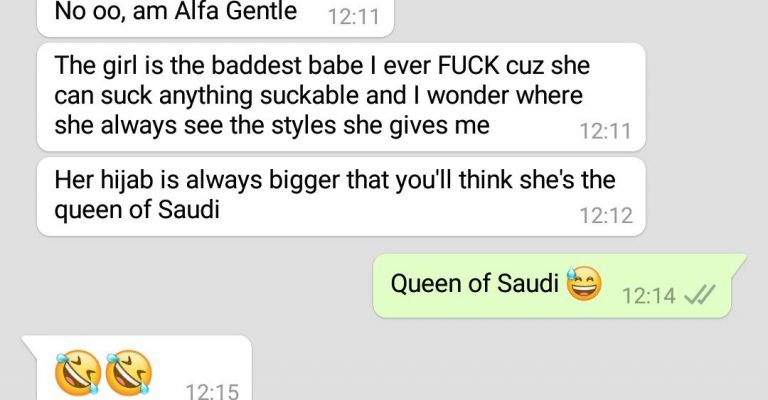 No oo, am Alfa Gentle 12:11
The girl is the baddest babe I ever FUCK cuz she
can suck anything suckable and I wonder where
she always see the styles she gives me 12:11
Her hijab is always bigger that you'll think she's the
queen of Saudi 12:12
Queen of Saudi 😅 12:14
🤣🤣 12:15